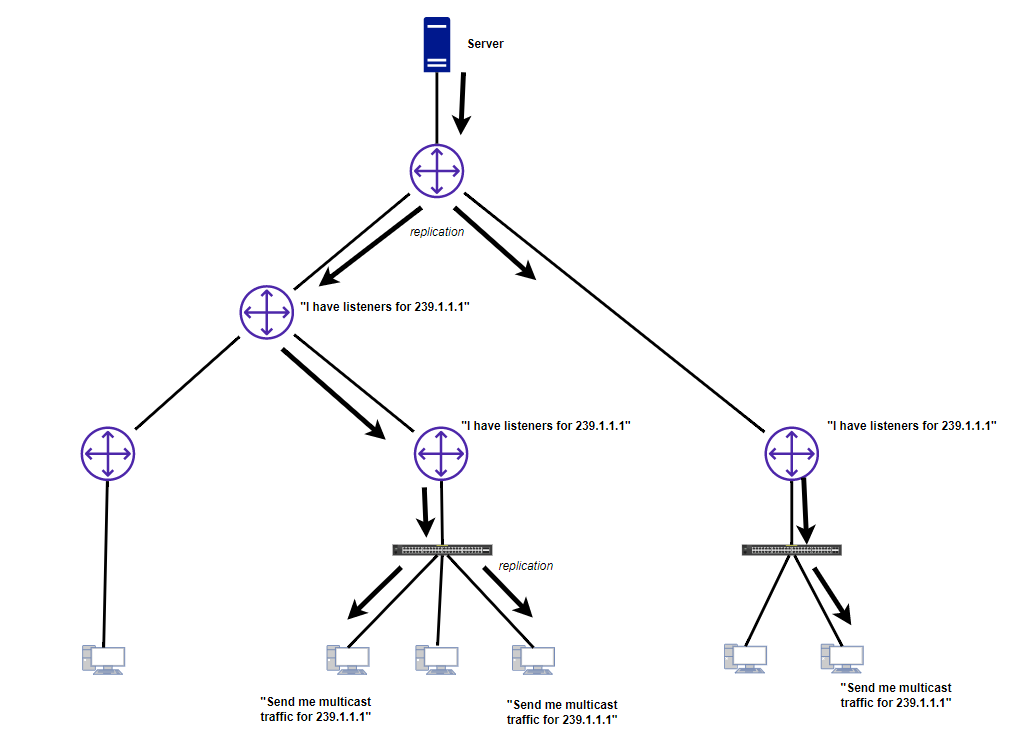 Server
replication
"I have listeners for 239.1.1.1"
"I have listeners for 239.1.1.1"
"I have listeners for 239.1.1.1"
replication
"Send me multicast
traffic for 239.1.1.1"
"Send me multicast
traffic for 239.1.1.1"
"Send me multicast
traffic for 239.1.1.1"